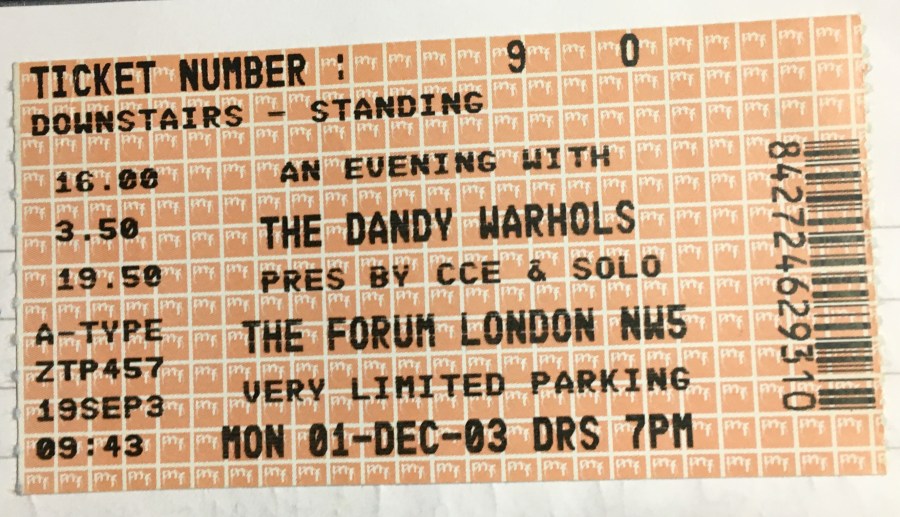 TICKET NUMBER : 9 0
DOWNSTAIRS - STANDING
16.00 AN EVENING WITH
3.50 THE DANDY WARHOLS
19.50 PRES BY CCE & SOLO
A-TYPE THE FORUM LONDON NW5
ZTP457 VERY LIMITED PARKING
19SEP3
09:43 MON 01-DEC-03 DRS 7PM
842724629310